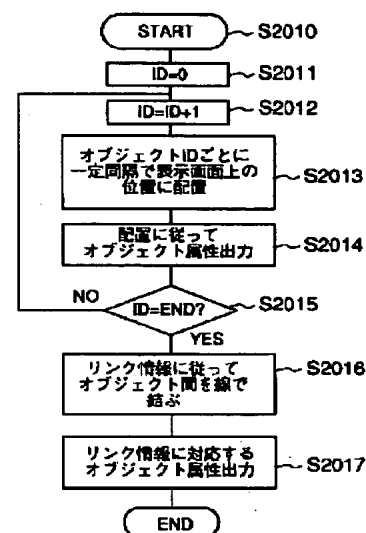 START
S2010
ID=0
S2011
ID=ID+1
S2012
オブジェクトIDごとに
一定間隔で表示画面上の
位置に配置
S2013
配置に従って
オブジェクト属性出力
S2014
NO
ID=END?
S2015
YES
リンク情報に従って
オブジェクト間を線で
結ぶ
S2016
リンク情報に対応する
オブジェクト属性出力
S2017
END